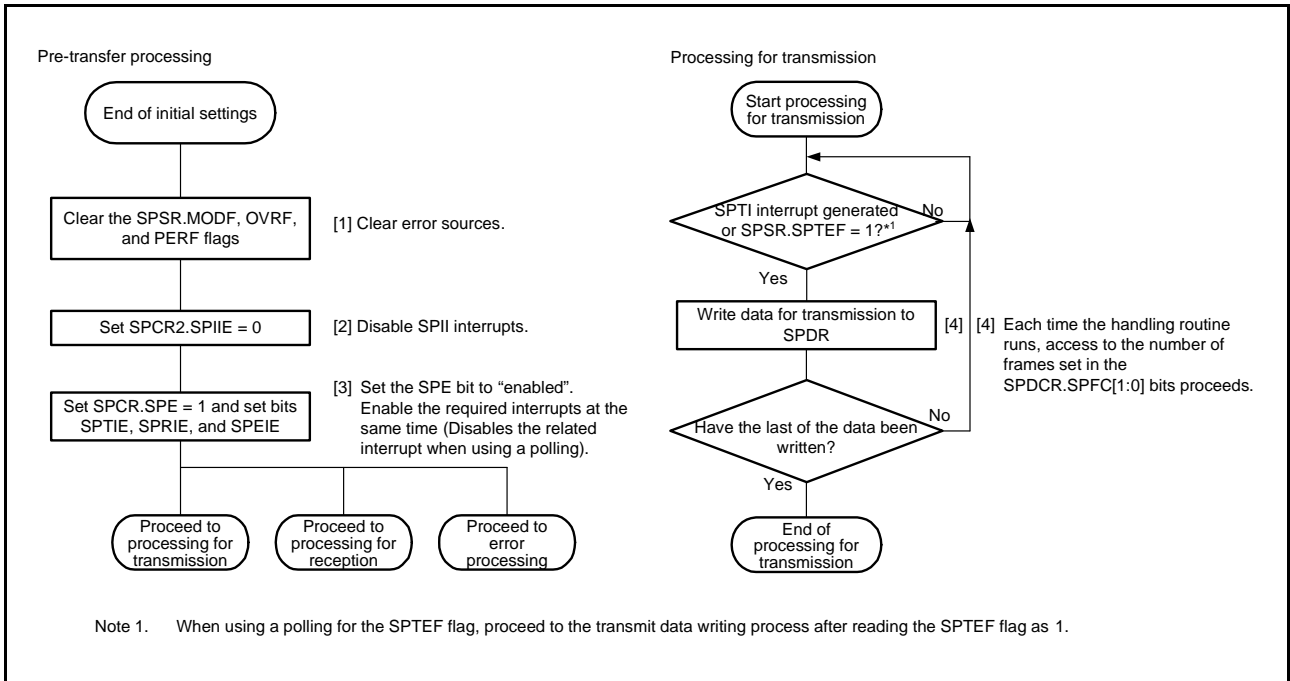 Pre-transfer processing
End of initial settings
Clear the SPSR.MODF, OVRF,
and PERF flags
[1] Clear error sources.
Set SPCR2.SPIIE = 0
[2] Disable SPII interrupts.
Set SPCR.SPE = 1 and set bits
SPTIE, SPRIE, and SPEIE
[3] Set the SPE bit to “enabled”.
Enable the required interrupts at the
same time (Disables the related
interrupt when using a polling).
Proceed to
processing for
transmission
Proceed to
processing for
reception
Proceed to
error
processing
Processing for transmission
Start processing
for transmission
SPTI interrupt generated
or SPSR.SPTEF = 1?*1
No
Yes
Write data for transmission to
SPDR
[4]
[4] Each time the handling routine
runs, access to the number of
frames set in the
SPDCR.SPFC[1:0] bits proceeds.
Have the last of the data been
written?
No
Yes
End of
processing for
transmission
Note 1. When using a polling for the SPTEF flag, proceed to the transmit data writing process after reading the SPTEF flag as 1.